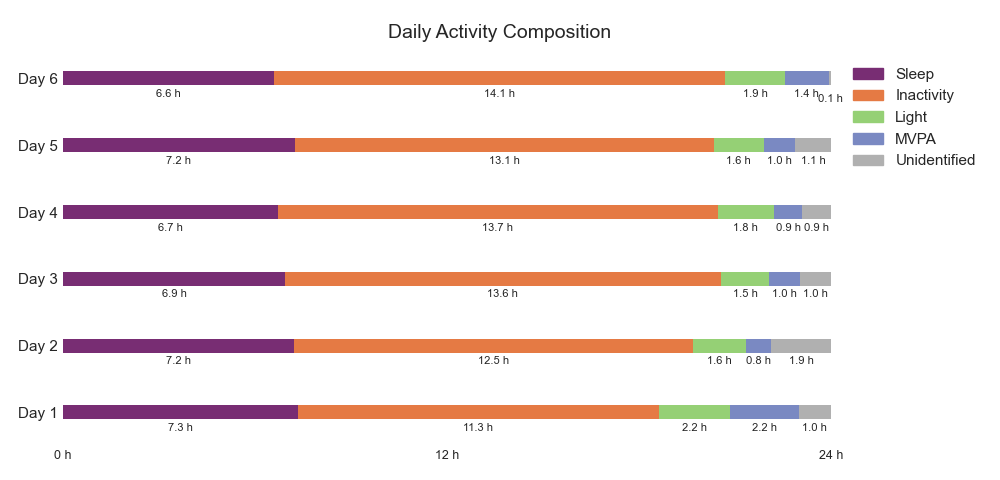 Daily Activity Composition
Day 6
6.6 h 14.1 h 1.9 h 1.4 h 0.1 h
Day 5
7.2 h 13.1 h 1.6 h 1.0 h 1.1 h
Day 4
6.7 h 13.7 h 1.8 h 0.9 h 0.9 h
Day 3
6.9 h 13.6 h 1.5 h 1.0 h 1.0 h
Day 2
7.2 h 12.5 h 1.6 h 0.8 h 1.9 h
Day 1
7.3 h 11.3 h 2.2 h 2.2 h 1.0 h
0 h 12 h 24 h
Sleep
Inactivity
Light
MVPA
Unidentified